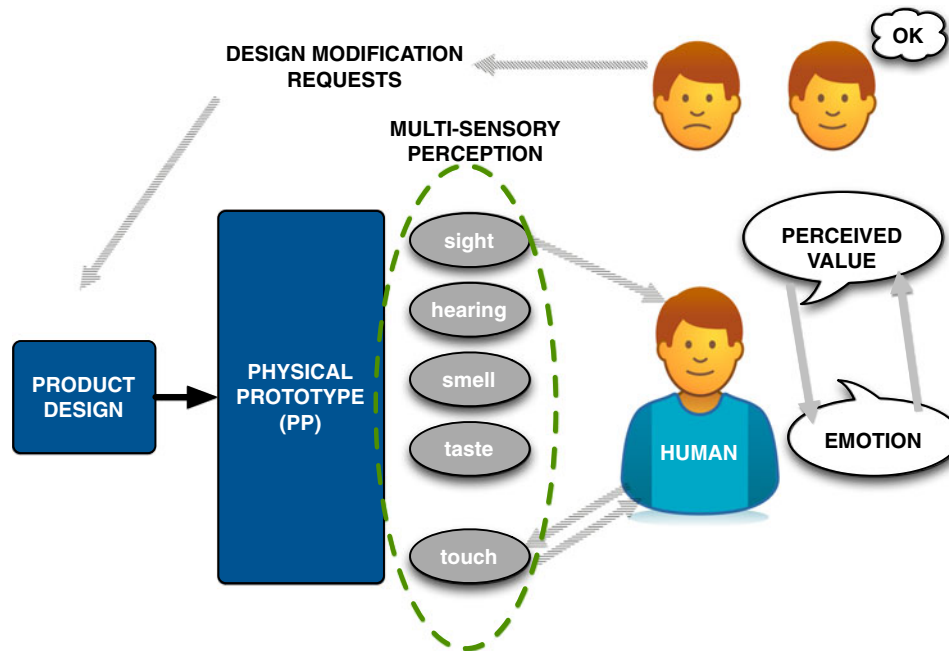 OK
DESIGN MODIFICATION
REQUESTS
MULTI-SENSORY
PERCEPTION
sight
hearing
smell
taste
touch
PERCEIVED
VALUE
PRODUCT
DESIGN
PHYSICAL
PROTOTYPE
(PP)
HUMAN
EMOTION